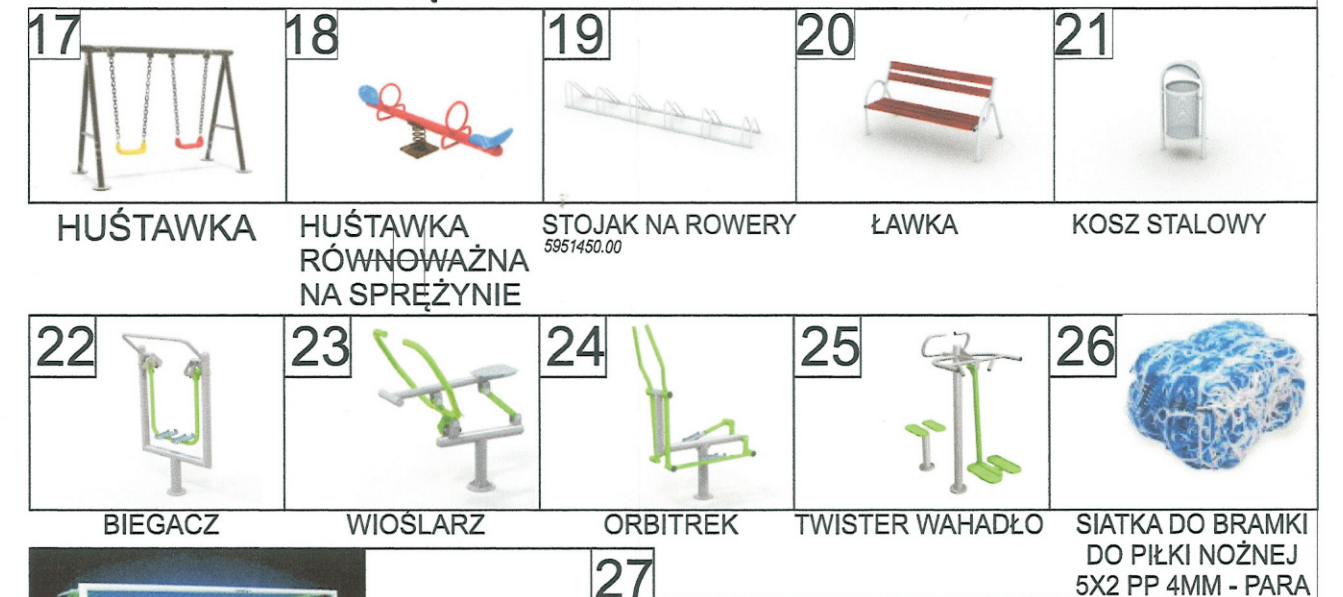 17
18
19
20
21
HUŚTAWKA
HUŚTAWKA
RÓWNOWAŻNA
NA SPRĘŻYNIE
STOJAK NA ROWERY
5951450.00
ŁAWKA
KOSZ STALOWY
22
23
24
25
26
BIEGACZ
WIOŚLARZ
ORBITREK
TWISTER WAHADŁO
SIATKA DO BRAMKI
DO PIŁKI NOŻNEJ
5X2 PP 4MM - PARA
27